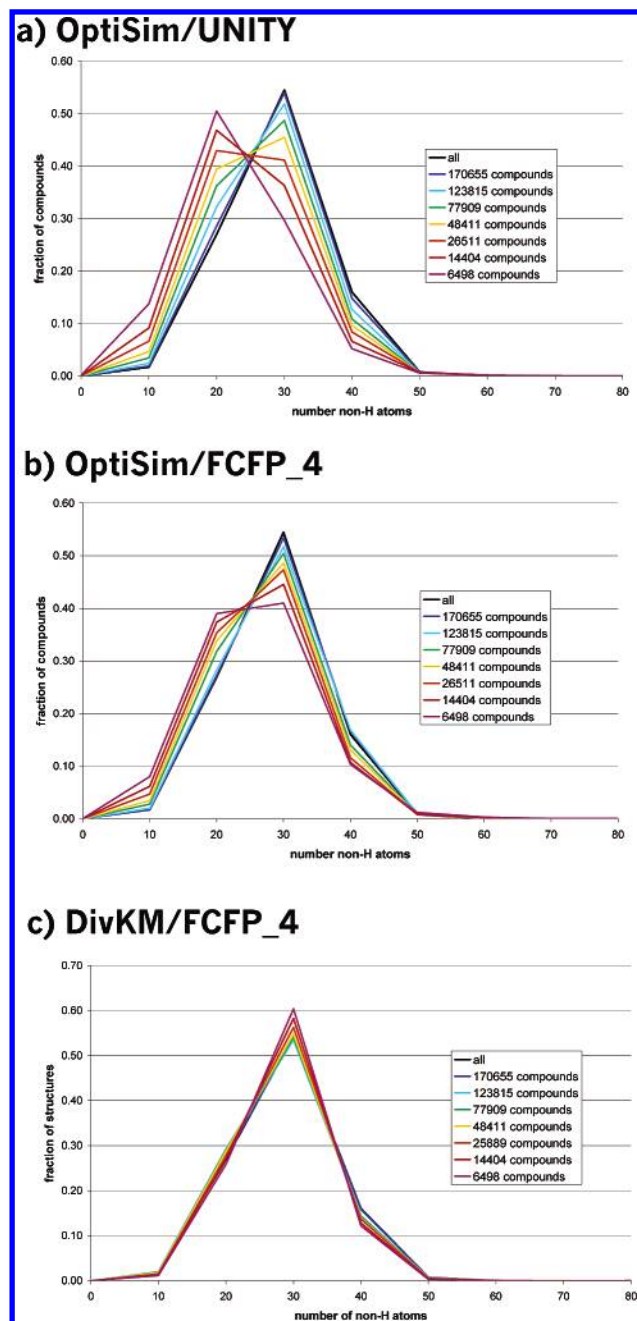 a) OptiSim/UNITY
0.60
0.50
0.40
0.30
0.20
0.10
0.00
fraction of compounds
all
170655 compounds
123815 compounds
77909 compounds
48411 compounds
26511 compounds
14404 compounds
6498 compounds
0 10 20 30 40 50 60 70 80
number non-H atoms
b) OptiSim/FCFP_4
0.60
0.50
0.40
0.30
0.20
0.10
0.00
fraction of compounds
all
170655 compounds
123815 compounds
77909 compounds
48411 compounds
26511 compounds
14404 compounds
6498 compounds
0 10 20 30 40 50 60 70 80
number non-H atoms
c) DivKM/FCFP_4
0.70
0.60
0.50
0.40
0.30
0.20
0.10
0.00
fraction of structures
all
170655 compounds
123815 compounds
77909 compounds
48411 compounds
25889 compounds
14404 compounds
6498 compounds
0 10 20 30 40 50 60 70 80
number of non-H atoms